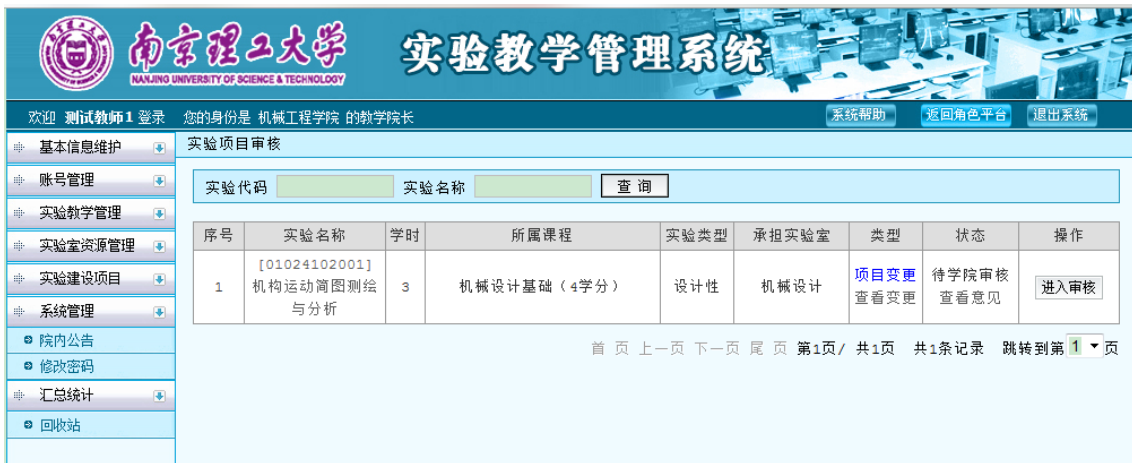 南京理工大学
NANJING UNIVERSITY OF SCIENCE & TECHNOLOGY
实验教学管理系统
欢迎 测试教师1 登录 您的身份是 机械工程学院 的教学院长 系统帮助 返回角色平台 退出系统
基本信息维护
账号管理
实验教学管理
实验室资源管理
实验建设项目
系统管理
院内公告
修改密码
汇总统计
回收站
实验项目审核
实验代码 实验名称 查询
序号 实验名称 学时 所属课程 实验类型 承担实验室 类型 状态 操作
1 [01024102001] 3 机械设计基础（4学分） 设计性 机械设计 项目变更 待学院审核 进入审核
机构运动简图测绘 查看变更 查看意见
与分析
首 页 上一页 下一页 尾 页 第1页/ 共1页 共1条记录 跳转到第 1 页